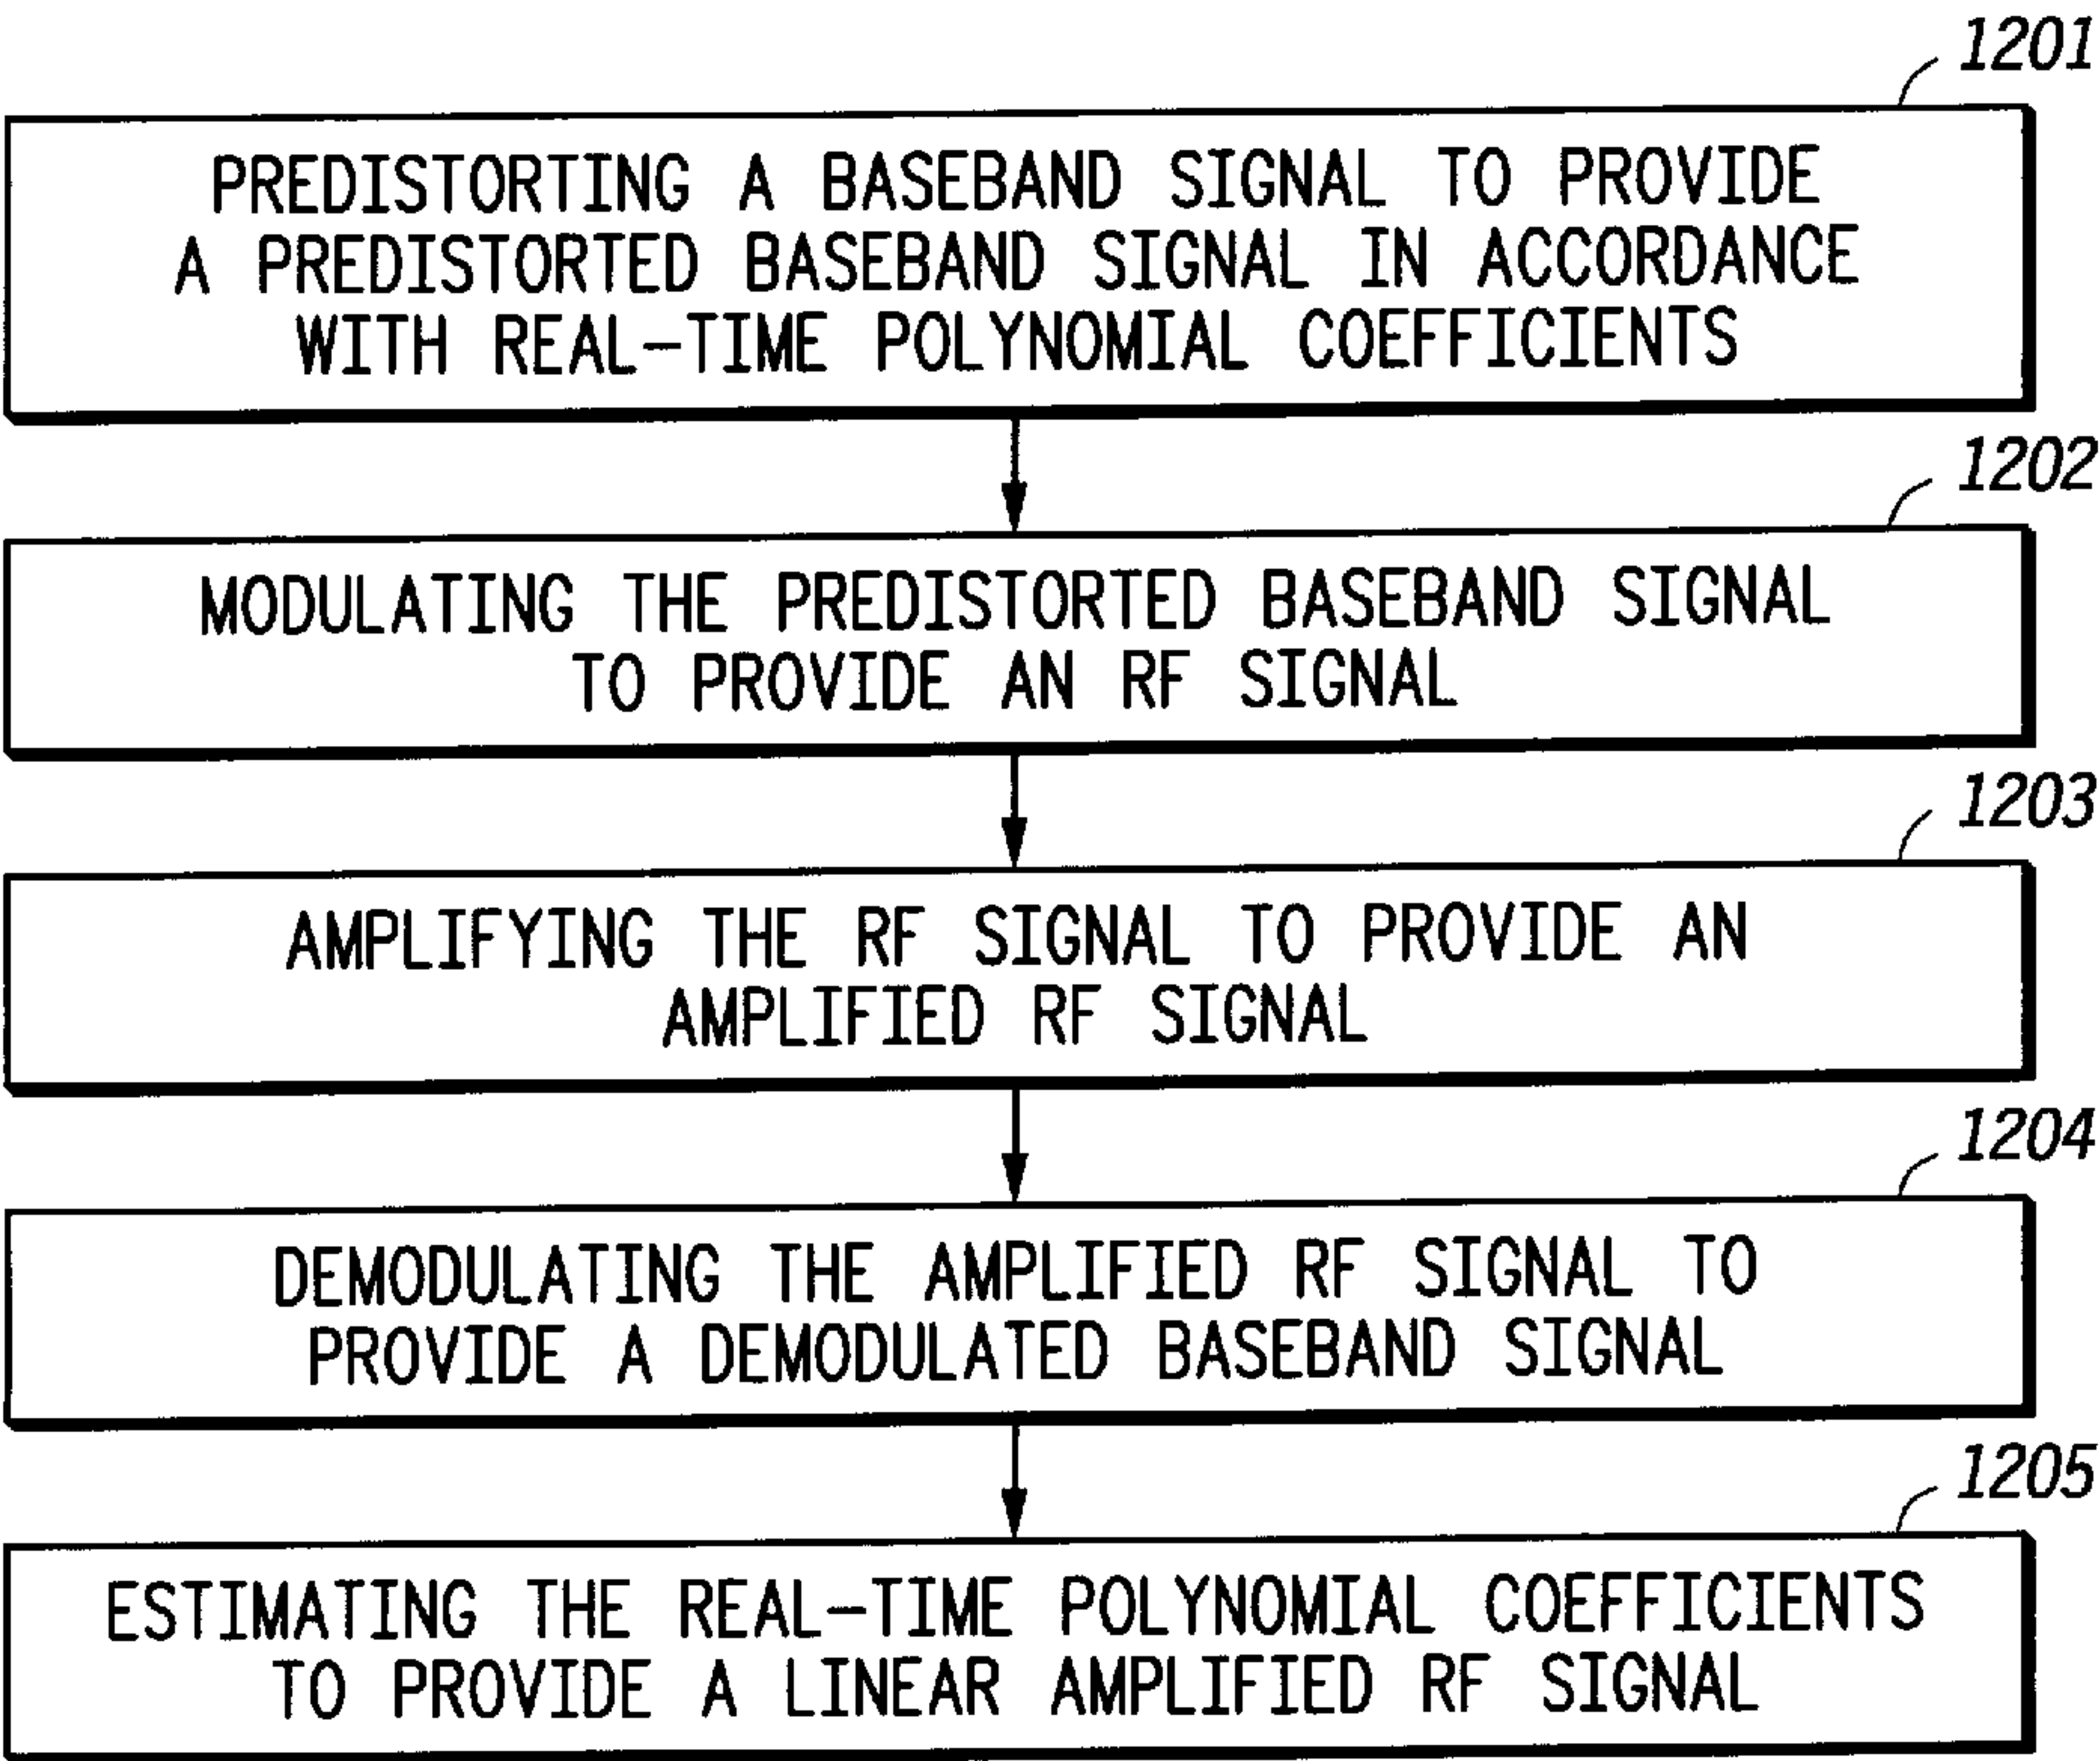 1201
PREDISTORTING A BASEBAND SIGNAL TO PROVIDE
A PREDISTORTED BASEBAND SIGNAL IN ACCORDANCE
WITH REAL-TIME POLYNOMIAL COEFFICIENTS
1202
MODULATING THE PREDISTORTED BASEBAND SIGNAL
TO PROVIDE AN RF SIGNAL
1203
AMPLIFYING THE RF SIGNAL TO PROVIDE AN
AMPLIFIED RF SIGNAL
1204
DEMODULATING THE AMPLIFIED RF SIGNAL TO
PROVIDE A DEMODULATED BASEBAND SIGNAL
1205
ESTIMATING THE REAL-TIME POLYNOMIAL COEFFICIENTS
TO PROVIDE A LINEAR AMPLIFIED RF SIGNAL